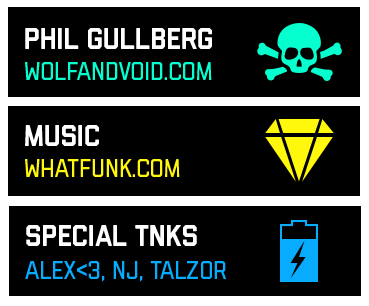 PHIL GULLBERG
WOLFANDVOID.COM
MUSIC
WHATFUNK.COM
SPECIAL TNKS
ALEX<3, NJ, TALZOR